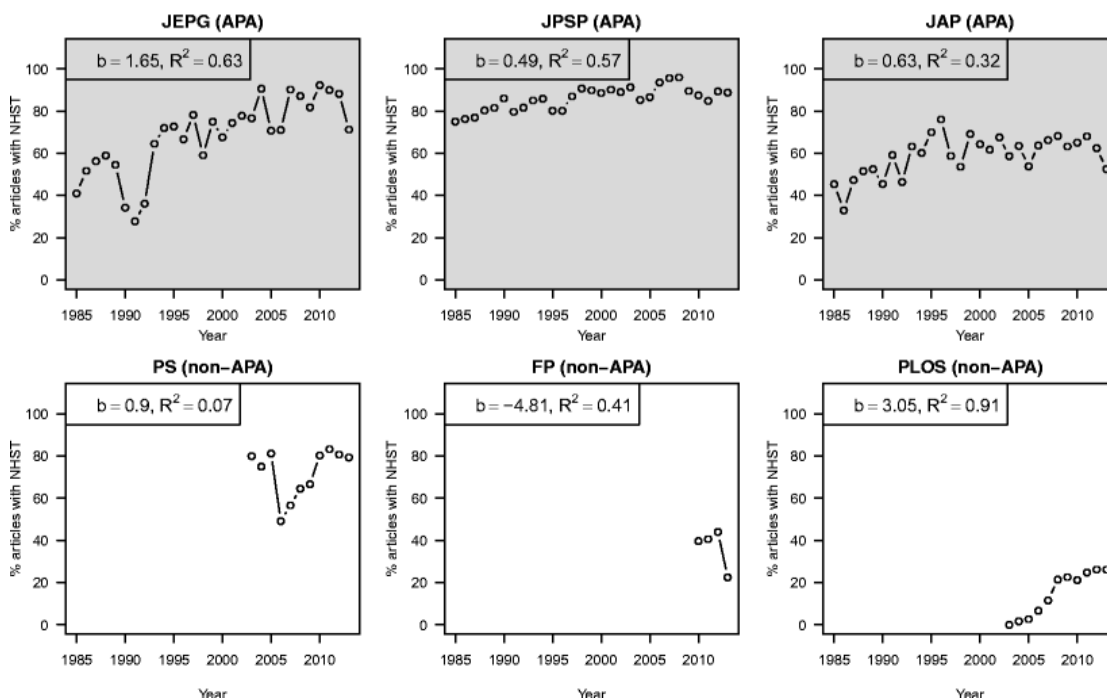 JEPG (APA)
b = 1.65, R² = 0.63
% articles with NHST
100
80
60
40
20
0
1985 1990 1995 2000 2005 2010
Year
JPSP (APA)
b = 0.49, R² = 0.57
% articles with NHST
100
80
60
40
20
0
1985 1990 1995 2000 2005 2010
Year
JAP (APA)
b = 0.63, R² = 0.32
% articles with NHST
100
80
60
40
20
0
1985 1990 1995 2000 2005 2010
Year
PS (non−APA)
b = 0.9, R² = 0.07
% articles with NHST
100
80
60
40
20
0
1985 1990 1995 2000 2005 2010
Year
FP (non−APA)
b = −4.81, R² = 0.41
% articles with NHST
100
80
60
40
20
0
1985 1990 1995 2000 2005 2010
Year
PLOS (non−APA)
b = 3.05, R² = 0.91
% articles with NHST
100
80
60
40
20
0
1985 1990 1995 2000 2005 2010
Year